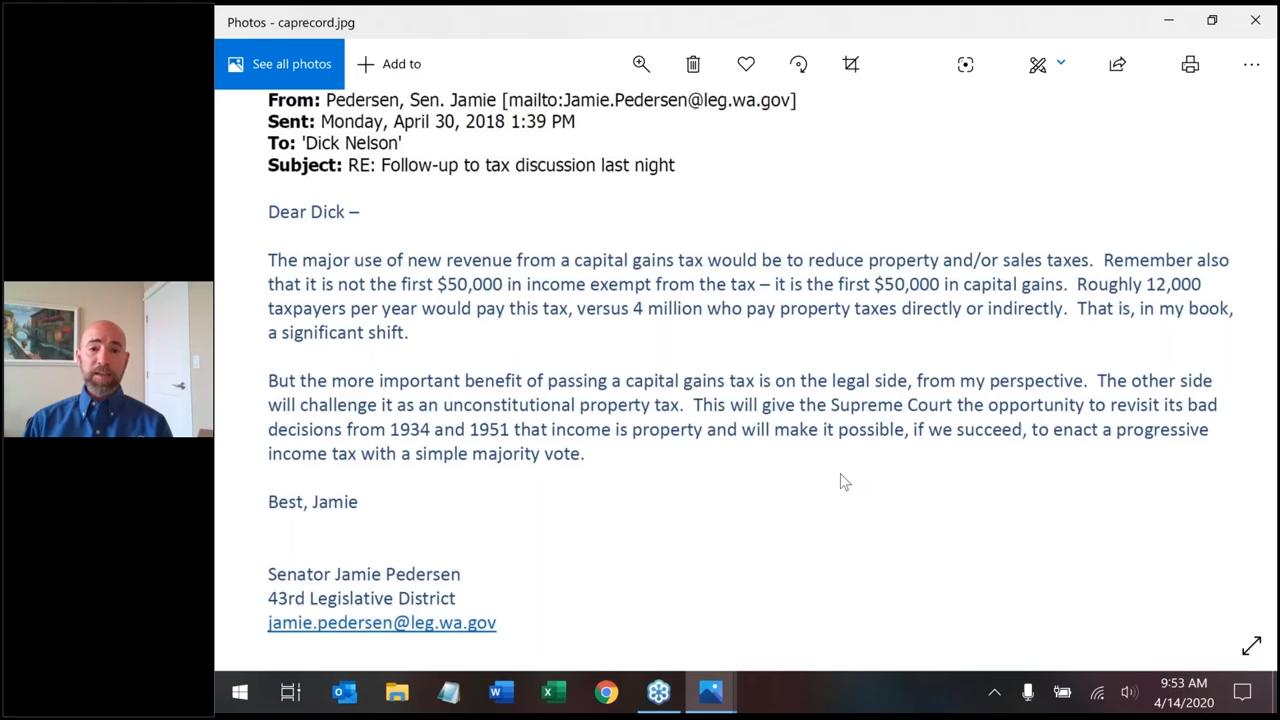 Photos - caprecord.jpg
See all photos
Add to
From: Pedersen, Sen. Jamie [mailto:Jamie.Pedersen@leg.wa.gov]
Sent: Monday, April 30, 2018 1:39 PM
To: 'Dick Nelson'
Subject: RE: Follow-up to tax discussion last night
Dear Dick –
The major use of new revenue from a capital gains tax would be to reduce property and/or sales taxes.  Remember also
that it is not the first $50,000 in income exempt from the tax – it is the first $50,000 in capital gains.  Roughly 12,000
taxpayers per year would pay this tax, versus 4 million who pay property taxes directly or indirectly.  That is, in my book,
a significant shift.
But the more important benefit of passing a capital gains tax is on the legal side, from my perspective.  The other side
will challenge it as an unconstitutional property tax.  This will give the Supreme Court the opportunity to revisit its bad
decisions from 1934 and 1951 that income is property and will make it possible, if we succeed, to enact a progressive
income tax with a simple majority vote.
Best, Jamie
Senator Jamie Pedersen
43rd Legislative District
jamie.pedersen@leg.wa.gov
9:53 AM
4/14/2020